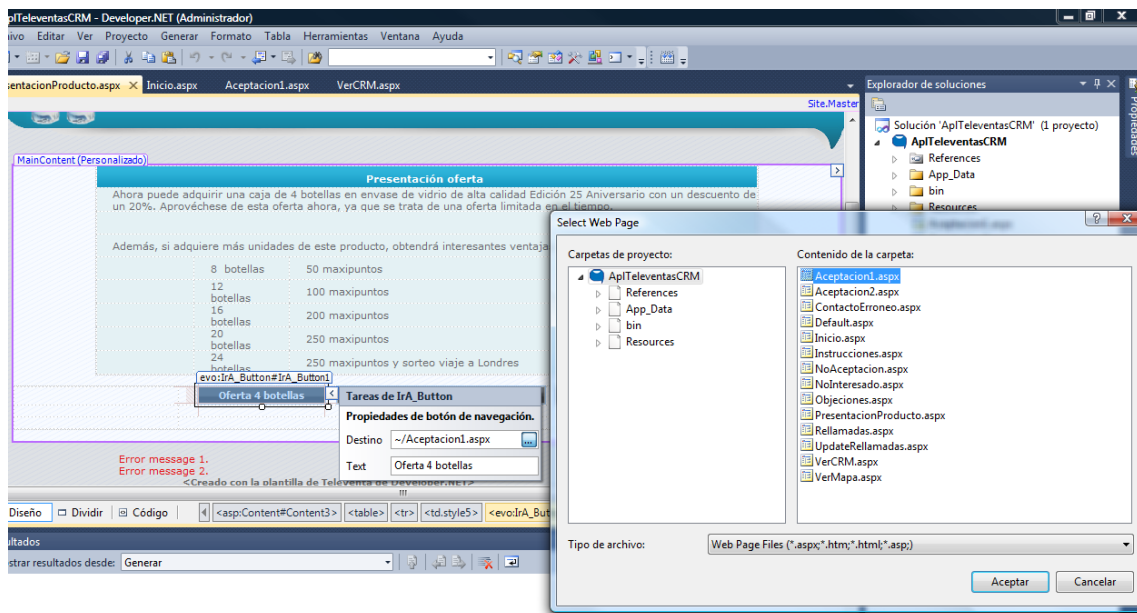 plTeleventasCRM - Developer.NET (Administrador)
ivo Editar Ver Proyecto Generar Formato Tabla Herramientas Ventana Ayuda
sentacionProducto.aspx Inicio.aspx Aceptacion1.aspx VerCRM.aspx
Site.Master
MainContent (Personalizado)
Presentación oferta
Ahora puede adquirir una caja de 4 botellas en envase de vidrio de alta calidad Edición 25 Aniversario con un descuento de
un 20%. Aprovéchese de esta oferta ahora, ya que se trata de una oferta limitada en el tiempo.
Además, si adquiere más unidades de este producto, obtendrá interesantes ventaja
8 botellas 50 maxipuntos
12
botellas 100 maxipuntos
16
botellas 200 maxipuntos
20
botellas 250 maxipuntos
24
botellas 250 maxipuntos y sorteo viaje a Londres
evo:IrA_Button#IrA_Button1
Oferta 4 botellas
Tareas de IrA_Button
Propiedades de botón de navegación.
Destino ~/Aceptacion1.aspx ...
Text Oferta 4 botellas
Error message 1.
Error message 2.
<Creado con la plantilla de Televenta de Developer.NET>
Diseño Dividir Código <asp:Content#Content3> <table> <tr> <td.style5> <evo:IrA_But
ultados
strar resultados desde: Generar
Explorador de soluciones
Propiedades
Solución 'AplTeleventasCRM' (1 proyecto)
AplTeleventasCRM
References
App_Data
bin
Resources
Select Web Page
Carpetas de proyecto:
AplTeleventasCRM
References
App_Data
bin
Resources
Contenido de la carpeta:
Aceptacion1.aspx
Aceptacion2.aspx
ContactoErroneo.aspx
Default.aspx
Inicio.aspx
Instrucciones.aspx
NoAceptacion.aspx
NoInteresado.aspx
Objeciones.aspx
PresentacionProducto.aspx
Rellamadas.aspx
UpdateRellamadas.aspx
VerCRM.aspx
VerMapa.aspx
Tipo de archivo: Web Page Files (*.aspx;*.htm;*.html;*.asp;)
Aceptar Cancelar